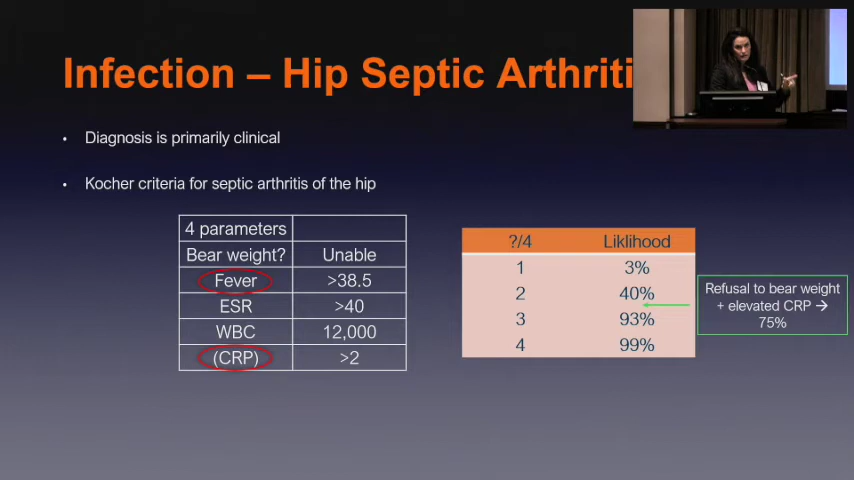 Infection – Hip Septic Arthriti
• Diagnosis is primarily clinical
• Kocher criteria for septic arthritis of the hip
4 parameters
Bear weight? Unable
Fever >38.5
ESR >40
WBC 12,000
(CRP) >2
?/4 Liklihood
1 3%
2 40%
3 93%
4 99%
Refusal to bear weight
+ elevated CRP →
75%